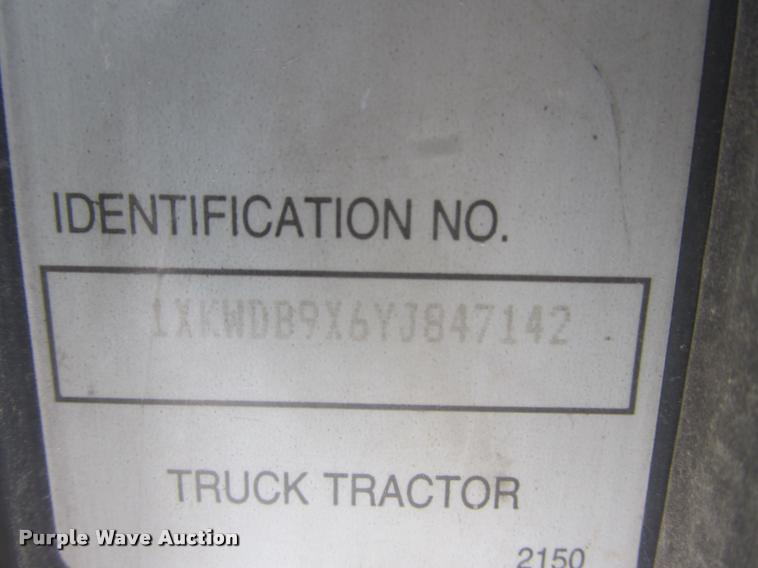 IDENTIFICATION NO.
1XKWDB9X6YJ847142
TRUCK TRACTOR
2150
Purple Wave Auction